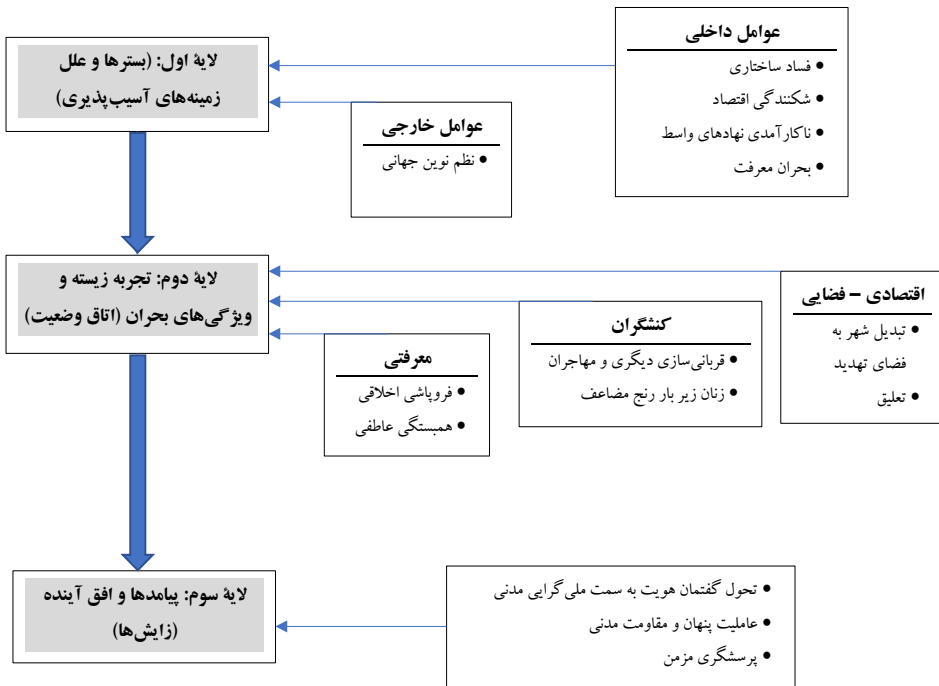 عوامل داخلی
• فساد ساختاری
• شکنندگی اقتصاد
• ناکارآمدی نهادهای واسط
• بحران معرفت
لایۀ اول: (بسترها و علل
زمینه‌های آسیب‌پذیری)
عوامل خارجی
• نظم نوین جهانی
لایۀ دوم: تجربه زیسته و
ویژگی‌های بحران (اتاق وضعیت)
اقتصادی – فضایی
• تبدیل شهر به
فضای تهدید
• تعلیق
کنشگران
• قربانی‌سازی دیگری و مهاجران
• زنان زیر بار رنج مضاعف
معرفتی
• فروپاشی اخلاقی
• همبستگی عاطفی
لایۀ سوم: پیامدها و افق آینده
(زایش‌ها)
• تحول گفتمان هویت به سمت ملی‌گرایی مدنی
• عاملیت پنهان و مقاومت مدنی
• پرسشگری مزمن